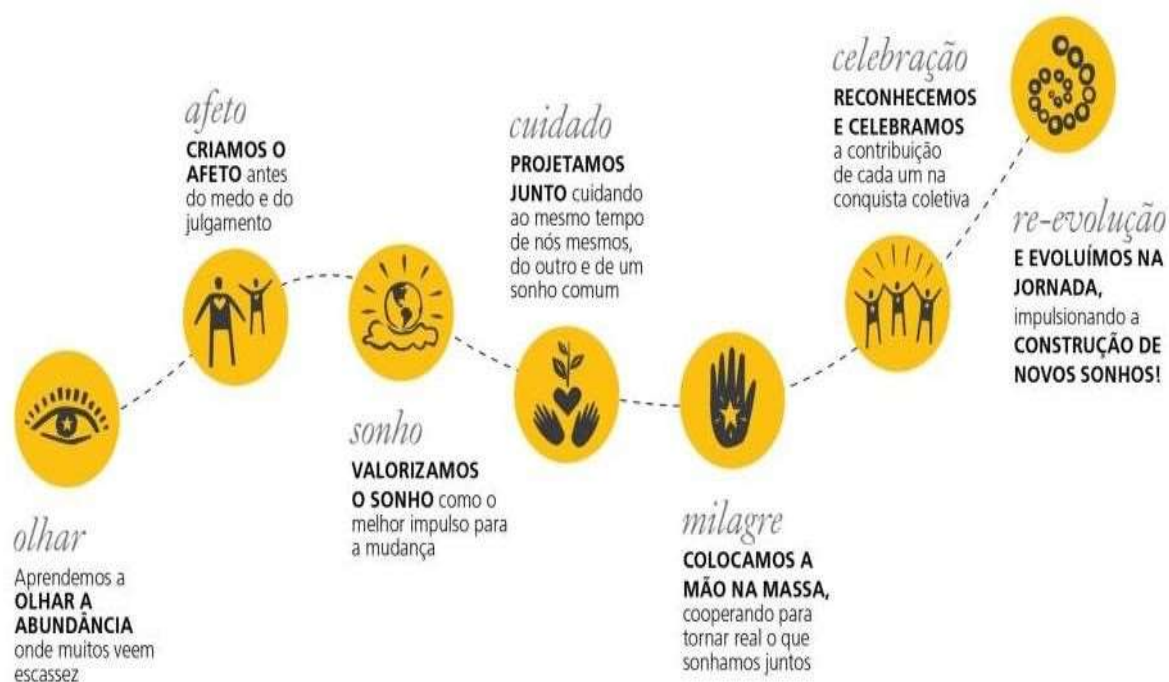 olhar
Aprendemos a
OLHAR A
ABUNDÂNCIA
onde muitos veem
escassez
afeto
CRIAMOS O
AFETO antes
do medo e do
julgamento
sonho
VALORIZAMOS
O SONHO como o
melhor impulso para
a mudança
cuidado
PROJETAMOS
JUNTO cuidando
ao mesmo tempo
de nós mesmos,
do outro e de um
sonho comum
milagre
COLOCAMOS A
MÃO NA MASSA,
cooperando para
tornar real o que
sonhamos juntos
celebração
RECONHECEMOS
E CELEBRAMOS
a contribuição
de cada um na
conquista coletiva
re-evolução
E EVOLUÍMOS NA
JORNADA,
impulsionando a
CONSTRUÇÃO DE
NOVOS SONHOS!